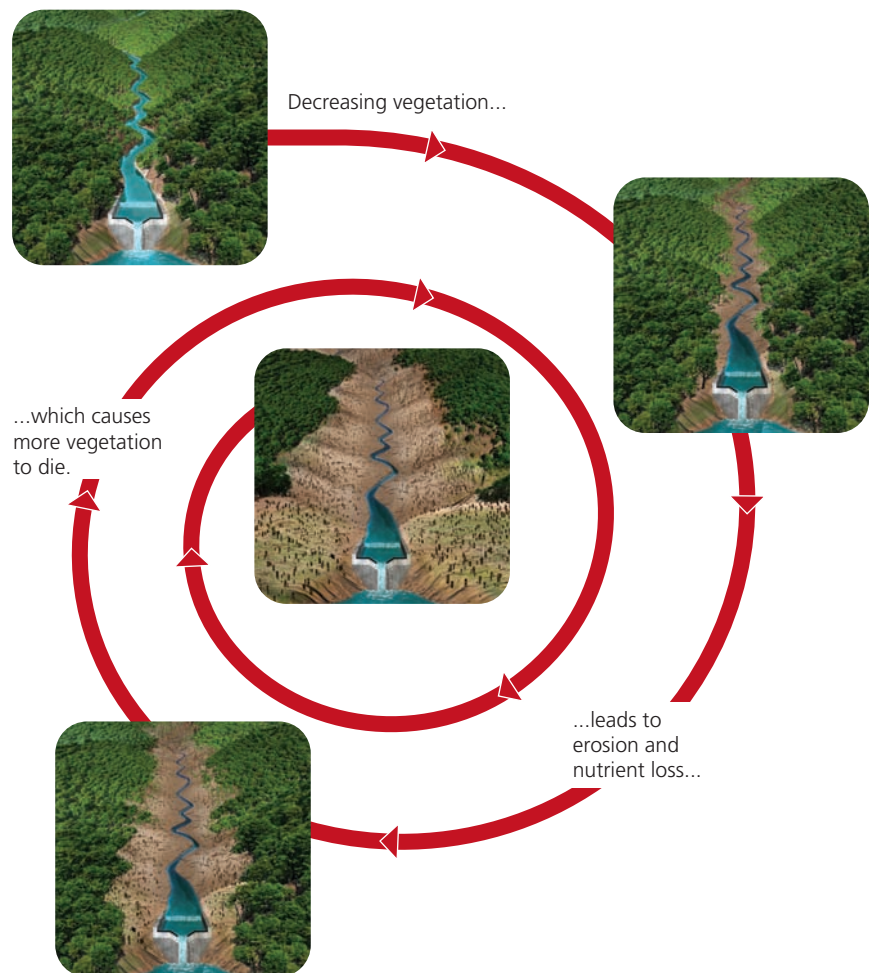 Decreasing vegetation...
...leads to
erosion and
nutrient loss...
...which causes
more vegetation
to die.